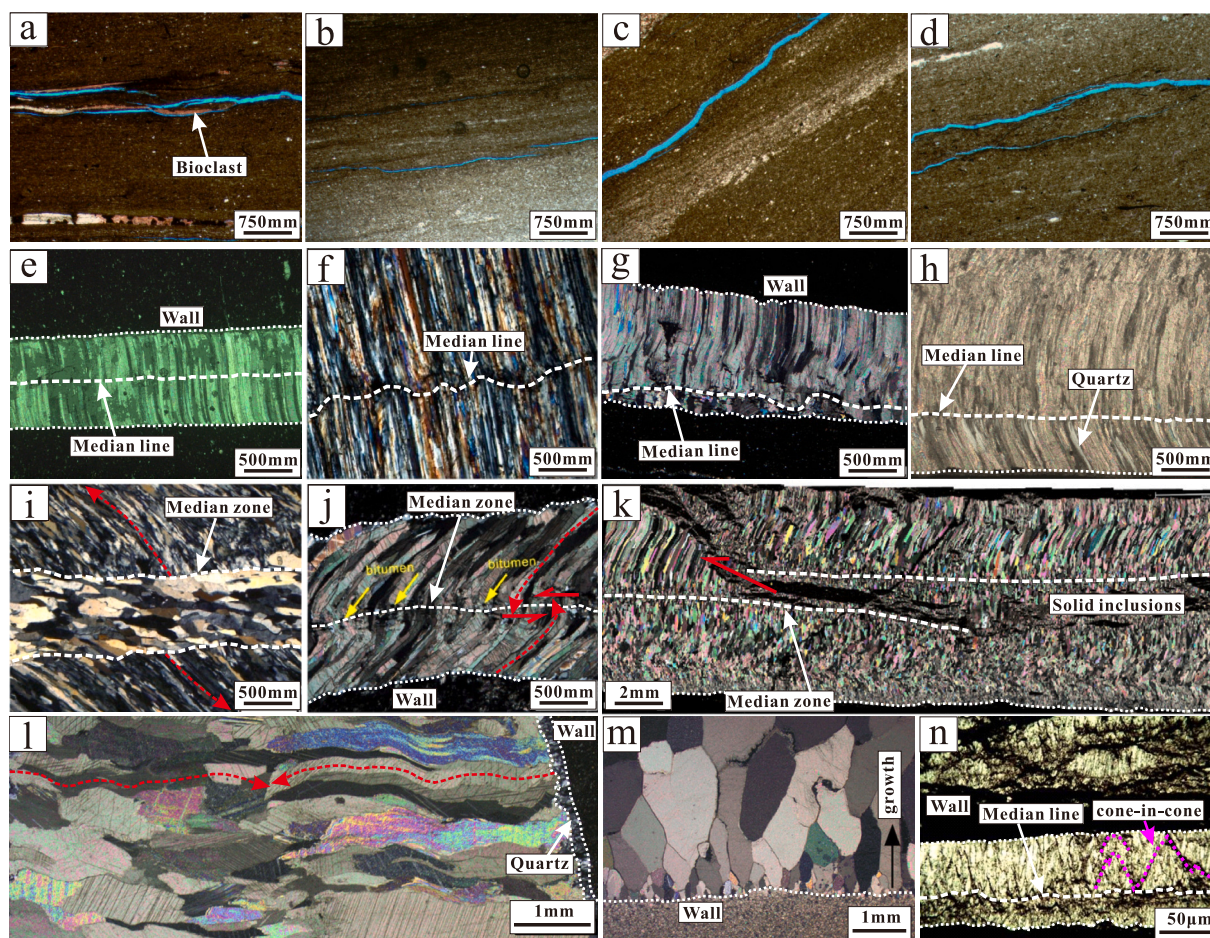 a
Bioclast
750mm
b
750mm
c
750mm
d
750mm
e
Wall
Median line
500mm
f
Median line
500mm
g
Wall
Median line
500mm
h
Median line
Quartz
500mm
i
Median zone
500mm
j
Median zone
bitumen
bitumen
Wall
500mm
k
Solid inclusions
Median zone
2mm
l
Wall
Quartz
1mm
m
growth
Wall
1mm
n
Wall
Median line
cone-in-cone
50μm